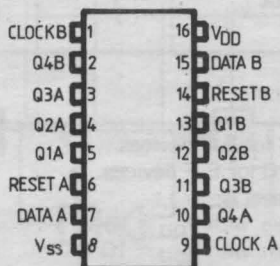 CLOCKB 1 16 VDD
Q4B 2 15 DATA B
Q3A 3 14 RESET B
Q2A 4 13 Q1B
Q1A 5 12 Q2B
RESET A 6 11 Q3B
DATA A 7 10 Q4A
Vss 8 9 CLOCK A